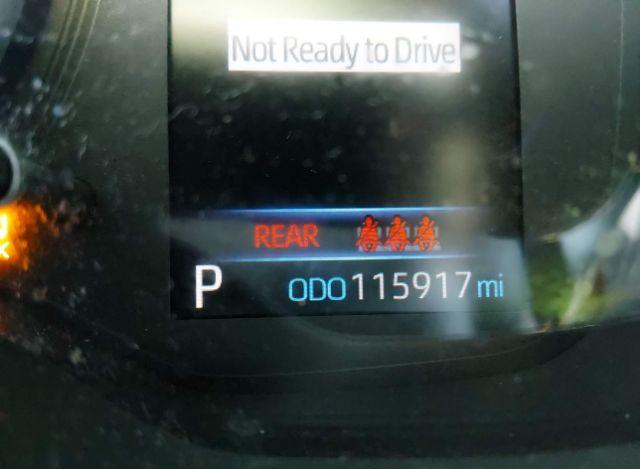 Not Ready to Drive
REAR
P ODO 115917 mi